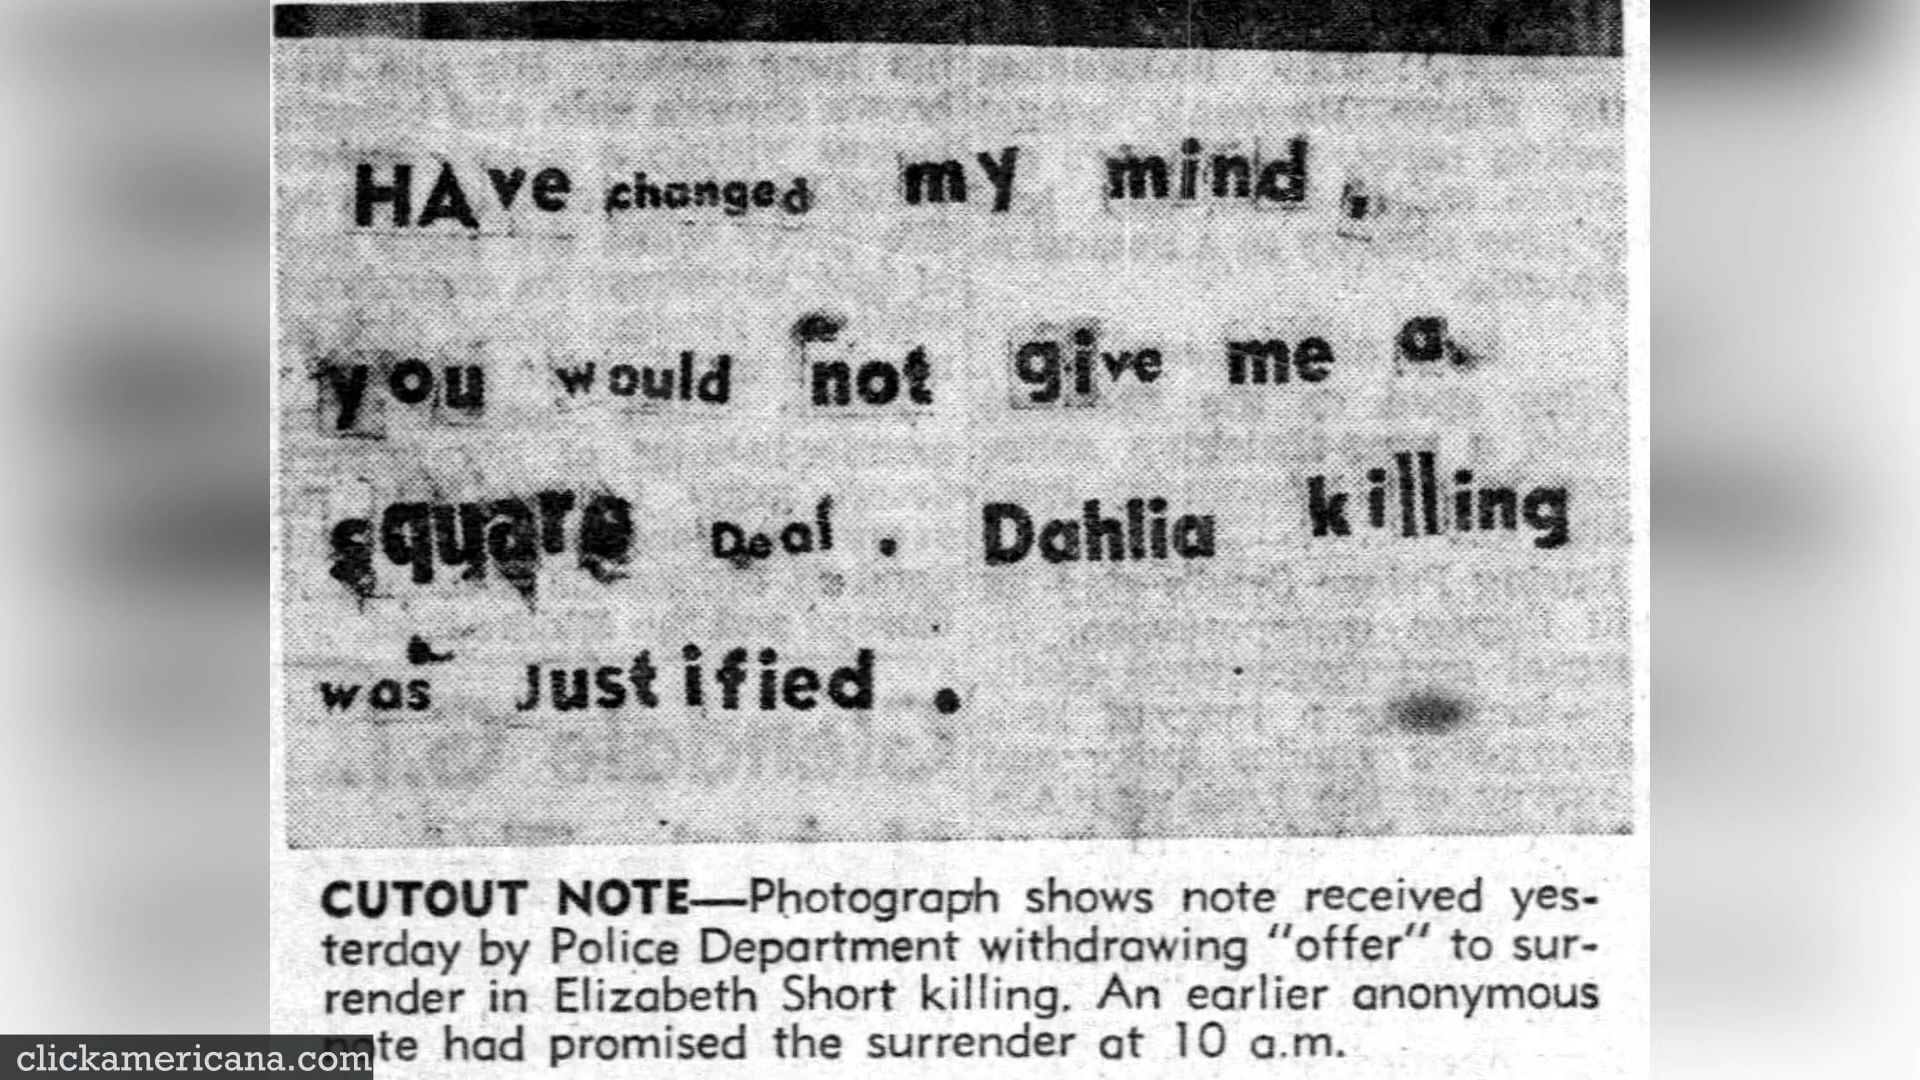 HAve changed my mind,
you would not give me a
square Deal. Dahlia killing
was Justified.
CUTOUT NOTE—Photograph shows note received yes-
terday by Police Department withdrawing "offer" to sur-
render in Elizabeth Short killing. An earlier anonymous
note had promised the surrender at 10 a.m.
clickamericana.com